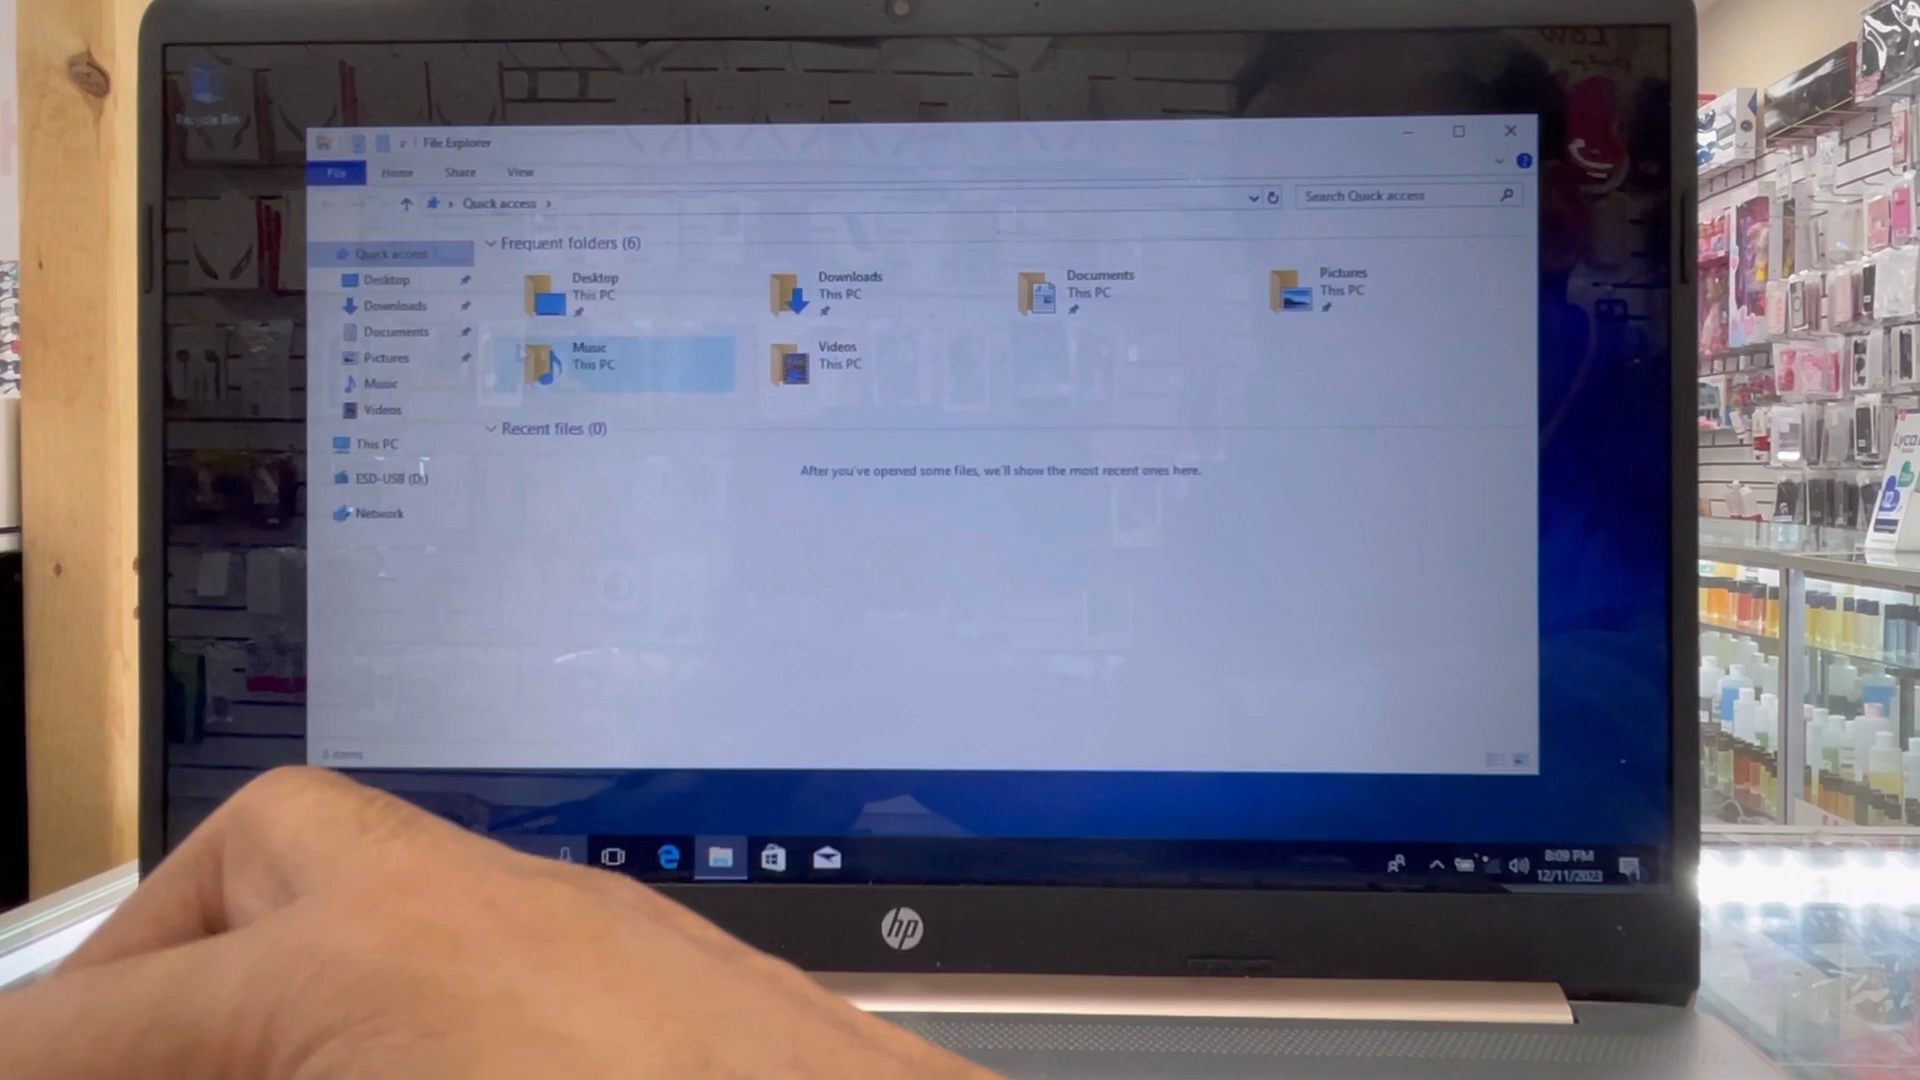 Recycle Bin
File Explorer
File Home Share View
Quick access
Search Quick access
Quick access
Desktop
Downloads
Documents
Pictures
Music
Videos
This PC
ESD-USB (D:)
Network
Frequent folders (6)
Desktop
This PC
Downloads
This PC
Documents
This PC
Pictures
This PC
Music
This PC
Videos
This PC
Recent files (0)
After you've opened some files, we'll show the most recent ones here.
6 items
8:09 PM
12/11/2023
hp
Lyca